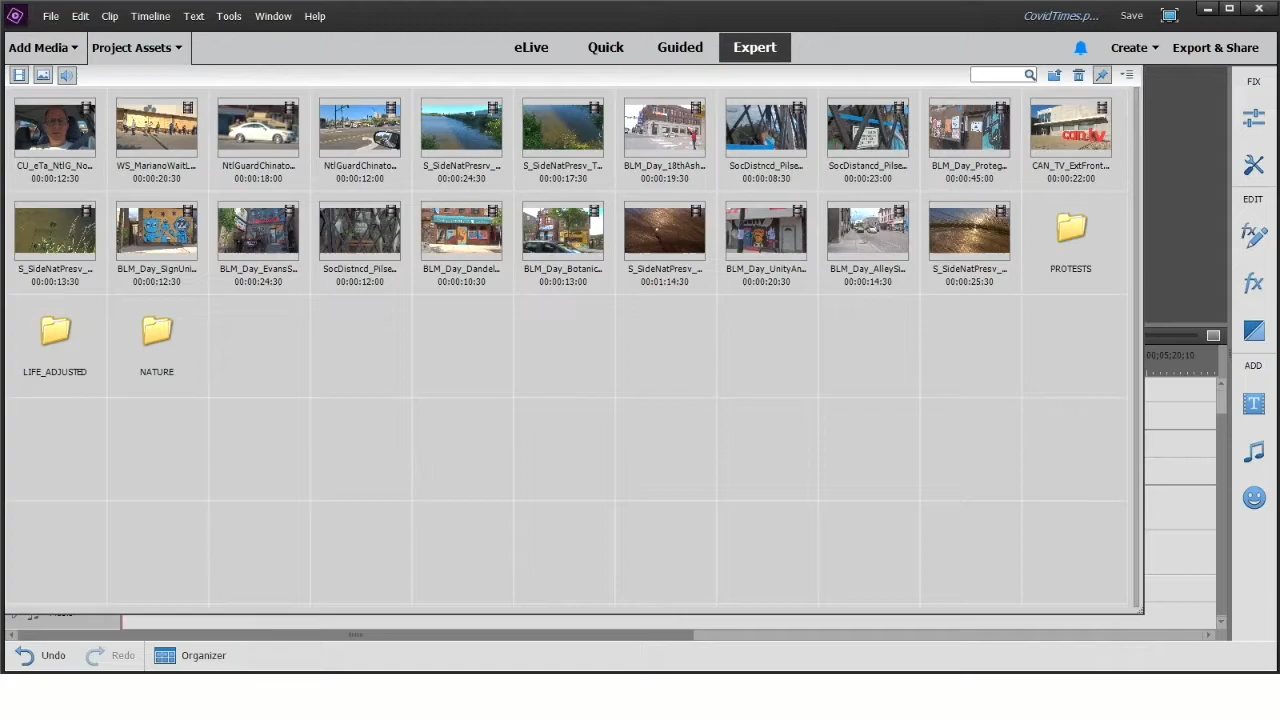 File Edit Clip Timeline Text Tools Window Help CovidTimes.p... Save
Add Media Project Assets eLive Quick Guided Expert Create Export & Share
FIX
CU_eTa_NtlG_No... WS_MarianoWaitL... NtlGuardChinato... NtlGuardChinato... S_SideNatPresrv_... S_SideNatPresv_T... BLM_Day_18thAsh... SocDistncd_Pilse... SocDistancd_Pilse... BLM_Day_Proteg... CAN_TV_ExtFront...
00:00:12:30 00:00:20:30 00:00:18:00 00:00:12:00 00:00:24:30 00:00:17:30 00:00:19:30 00:00:08:30 00:00:23:00 00:00:45:00 00:00:22:00
EDIT
S_SideNatPresv_... BLM_Day_SignUni... BLM_Day_EvansS... SocDistncd_Pilse... BLM_Day_Dandel... BLM_Day_Botanic... S_SideNatPresv_... BLM_Day_UnityAn... BLM_Day_AlleySi... S_SideNatPresv_... PROTESTS
00:00:13:30 00:00:12:30 00:00:24:30 00:00:12:00 00:00:10:30 00:00:13:00 00:01:14:30 00:00:20:30 00:00:14:30 00:00:25:30
00;05;20;10
ADD
LIFE_ADJUSTED NATURE
Undo Redo Organizer